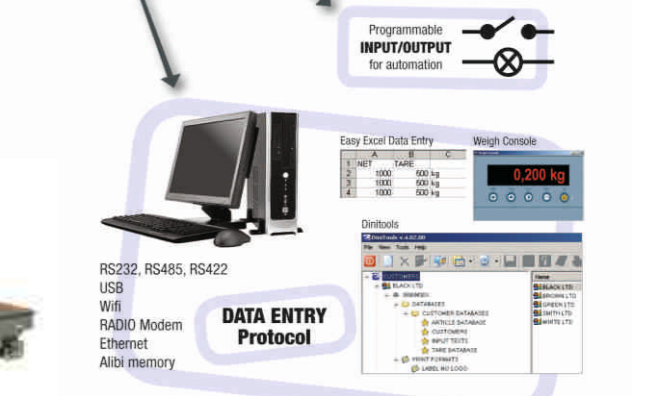 Programmable
INPUT/OUTPUT
for automation
Easy Excel Data Entry
Weigh Console
A B C
1 NET TARE
2 1000 500 kg
3 1000 500 kg
4 1000 500 kg
0,200 kg
Dinitools
DiniTools v 4.02.00
File View Tools Help
CUSTOMERS
BLACK LTD
DATABASES
CUSTOMER DATABASES
ARTICLE DATABASE
CUSTOMERS
INPUT TEXTS
TARE DATABASE
PRINT FORMATS
LABEL NO LOGO
Name
BLACK LTD
BROWN LTD
GREEN LTD
SMITH LTD
WHITE LTD
RS232, RS485, RS422
USB
Wifi
RADIO Modem
Ethernet
Alibi memory
DATA ENTRY
Protocol